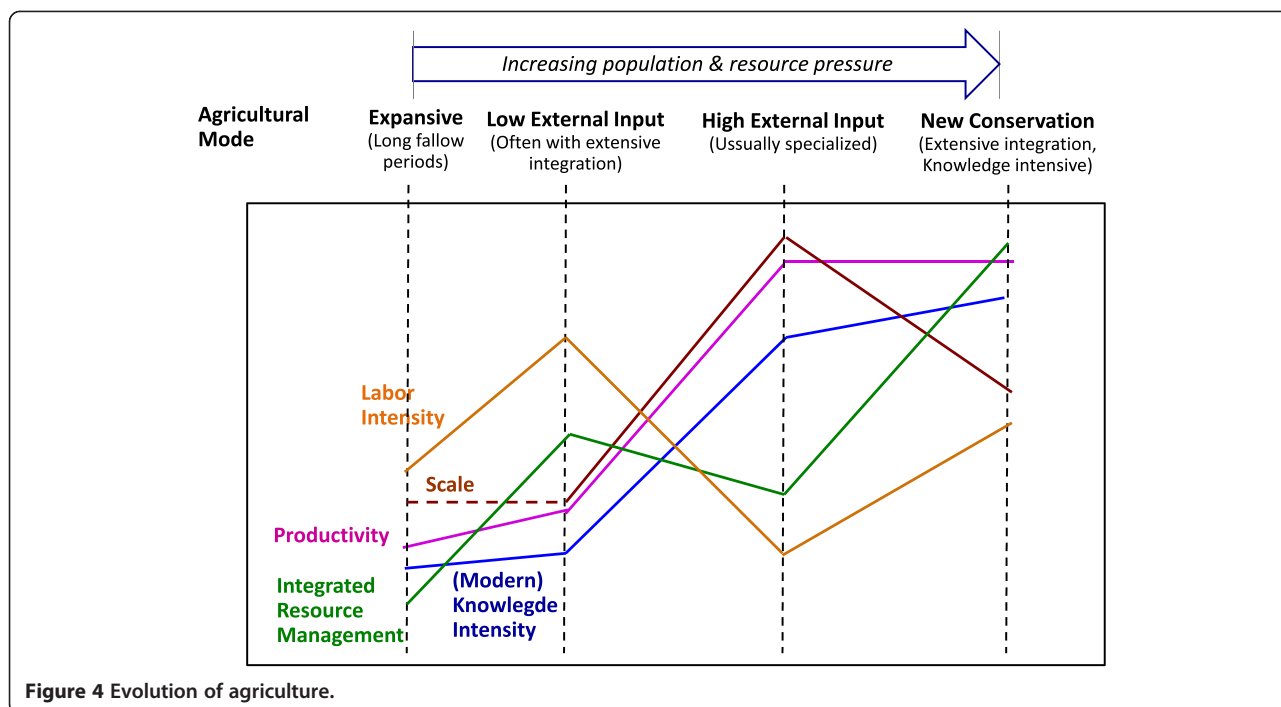 Increasing population & resource pressure
Agricultural
Mode
Expansive
(Long fallow
periods)
Low External Input
(Often with extensive
integration)
High External Input
(Ussually specialized)
New Conservation
(Extensive integration,
Knowledge intensive)
Labor
Intensity
Scale
Productivity
Integrated
Resource
Management
(Modern)
Knowlegde
Intensity
Figure 4 Evolution of agriculture.